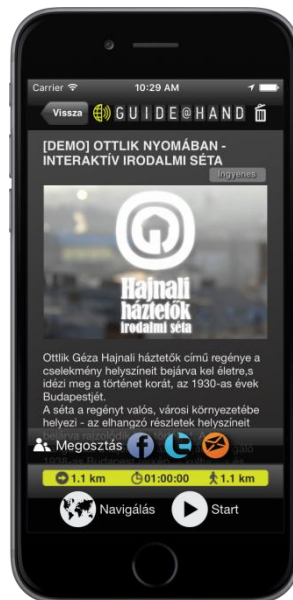 Carrier 10:29 AM
Vissza GUIDE@HAND
[DEMO] OTTLIK NYOMÁBAN -
INTERAKTÍV IRODALMI SÉTA
Ingyenes
Hajnali
háztetők
irodalmi séta
Ottlik Géza Hajnali háztetők című regénye a
cselekmény helyszíneit bejárva kel életre,s
idézi meg a történet korát, az 1930-as évek
Budapestjét.
A séta a regényt valós, városi környezetébe
helyezi - az elhangzó részletek helyszíneit
Megosztás
1.1 km 01:00:00 1.1 km
Navigálás Start